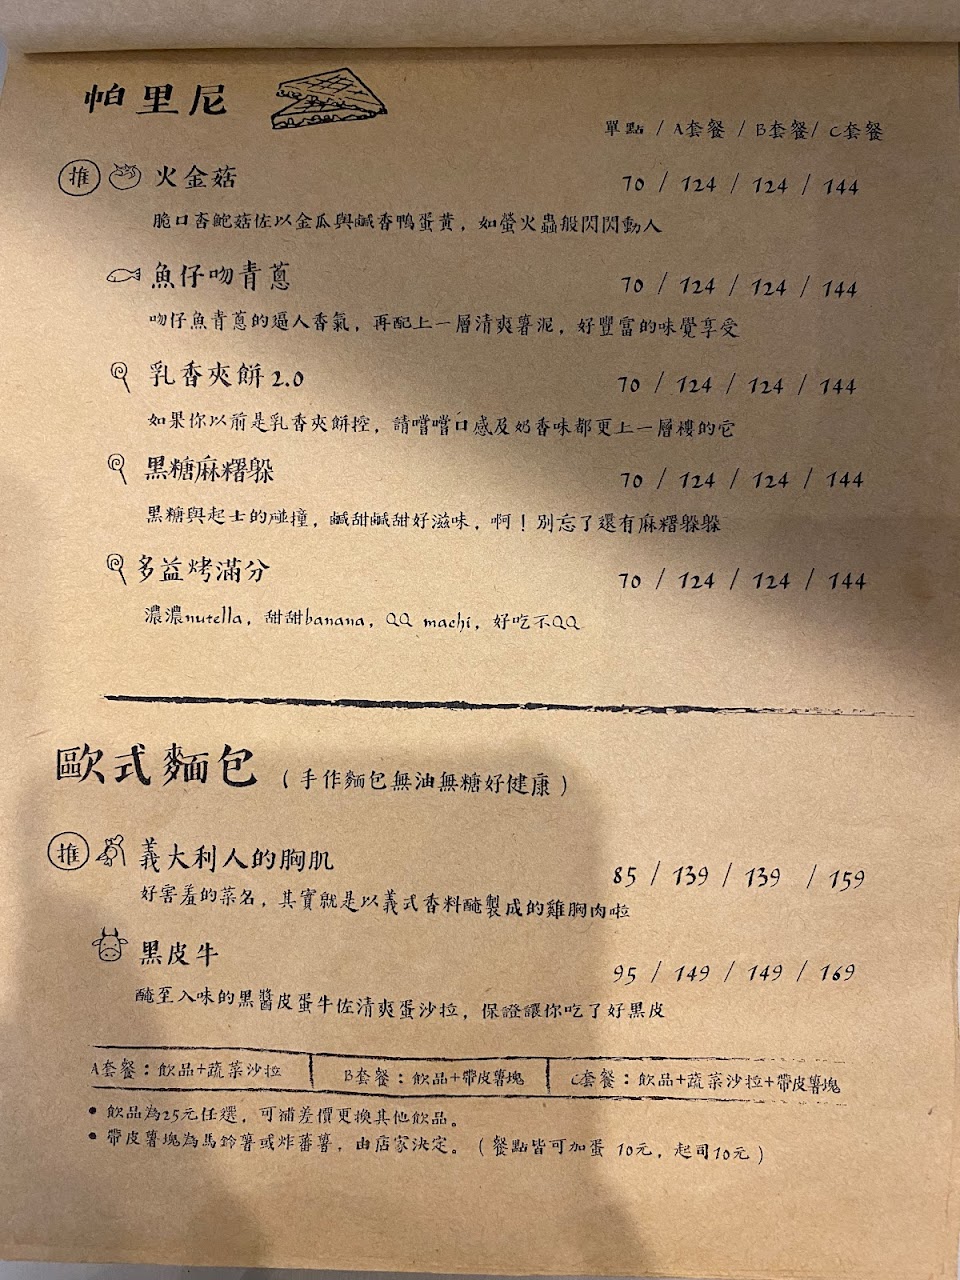 帕里尼
單點 / A套餐 / B套餐 / C套餐
推 火金菇 70 / 124 / 124 / 144
脆口杏鮑菇佐以金瓜與鹹香鴨蛋黃，如螢火蟲般閃閃動人
魚仔吻青蔥 70 / 124 / 124 / 144
吻仔魚青蔥的逼人香氣，再配上一層清爽薯泥，好豐富的味覺享受
乳香夾餅2.0 70 / 124 / 124 / 144
如果你以前是乳香夾餅控，請嚐嚐口感及奶香味都更上一層樓的它
黑糖麻糬躲 70 / 124 / 124 / 144
黑糖與起士的碰撞，鹹甜鹹甜好滋味，啊！別忘了還有麻糬躲躲
多益烤滿分 70 / 124 / 124 / 144
濃濃nutella，甜甜banana，QQ machi，好吃不QQ
歐式麵包（手作麵包無油無糖好健康）
推 義大利人的胸肌 85 / 139 / 139 / 159
好害羞的菜名，其實就是以義式香料醃製成的雞胸肉啦
黑皮牛 95 / 149 / 149 / 169
醃至入味的黑醬皮蛋牛佐清爽蛋沙拉，保證讓你吃了好黑皮
A套餐：飲品+蔬菜沙拉 B套餐：飲品+帶皮薯塊 C套餐：飲品+蔬菜沙拉+帶皮薯塊
• 飲品為25元任選，可補差價更換其他飲品。
• 帶皮薯塊為馬鈴薯或炸蕃薯，由店家決定。（餐點皆可加蛋 10元，起司10元）